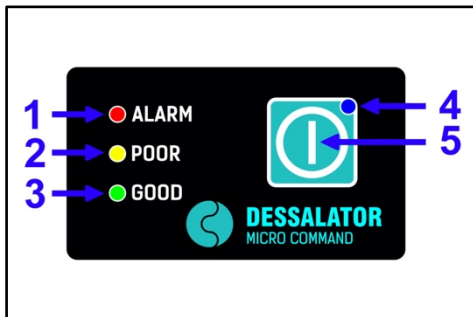 1 ALARM 4
2 POOR 5
3 GOOD
DESSALATOR
MICRO COMMAND